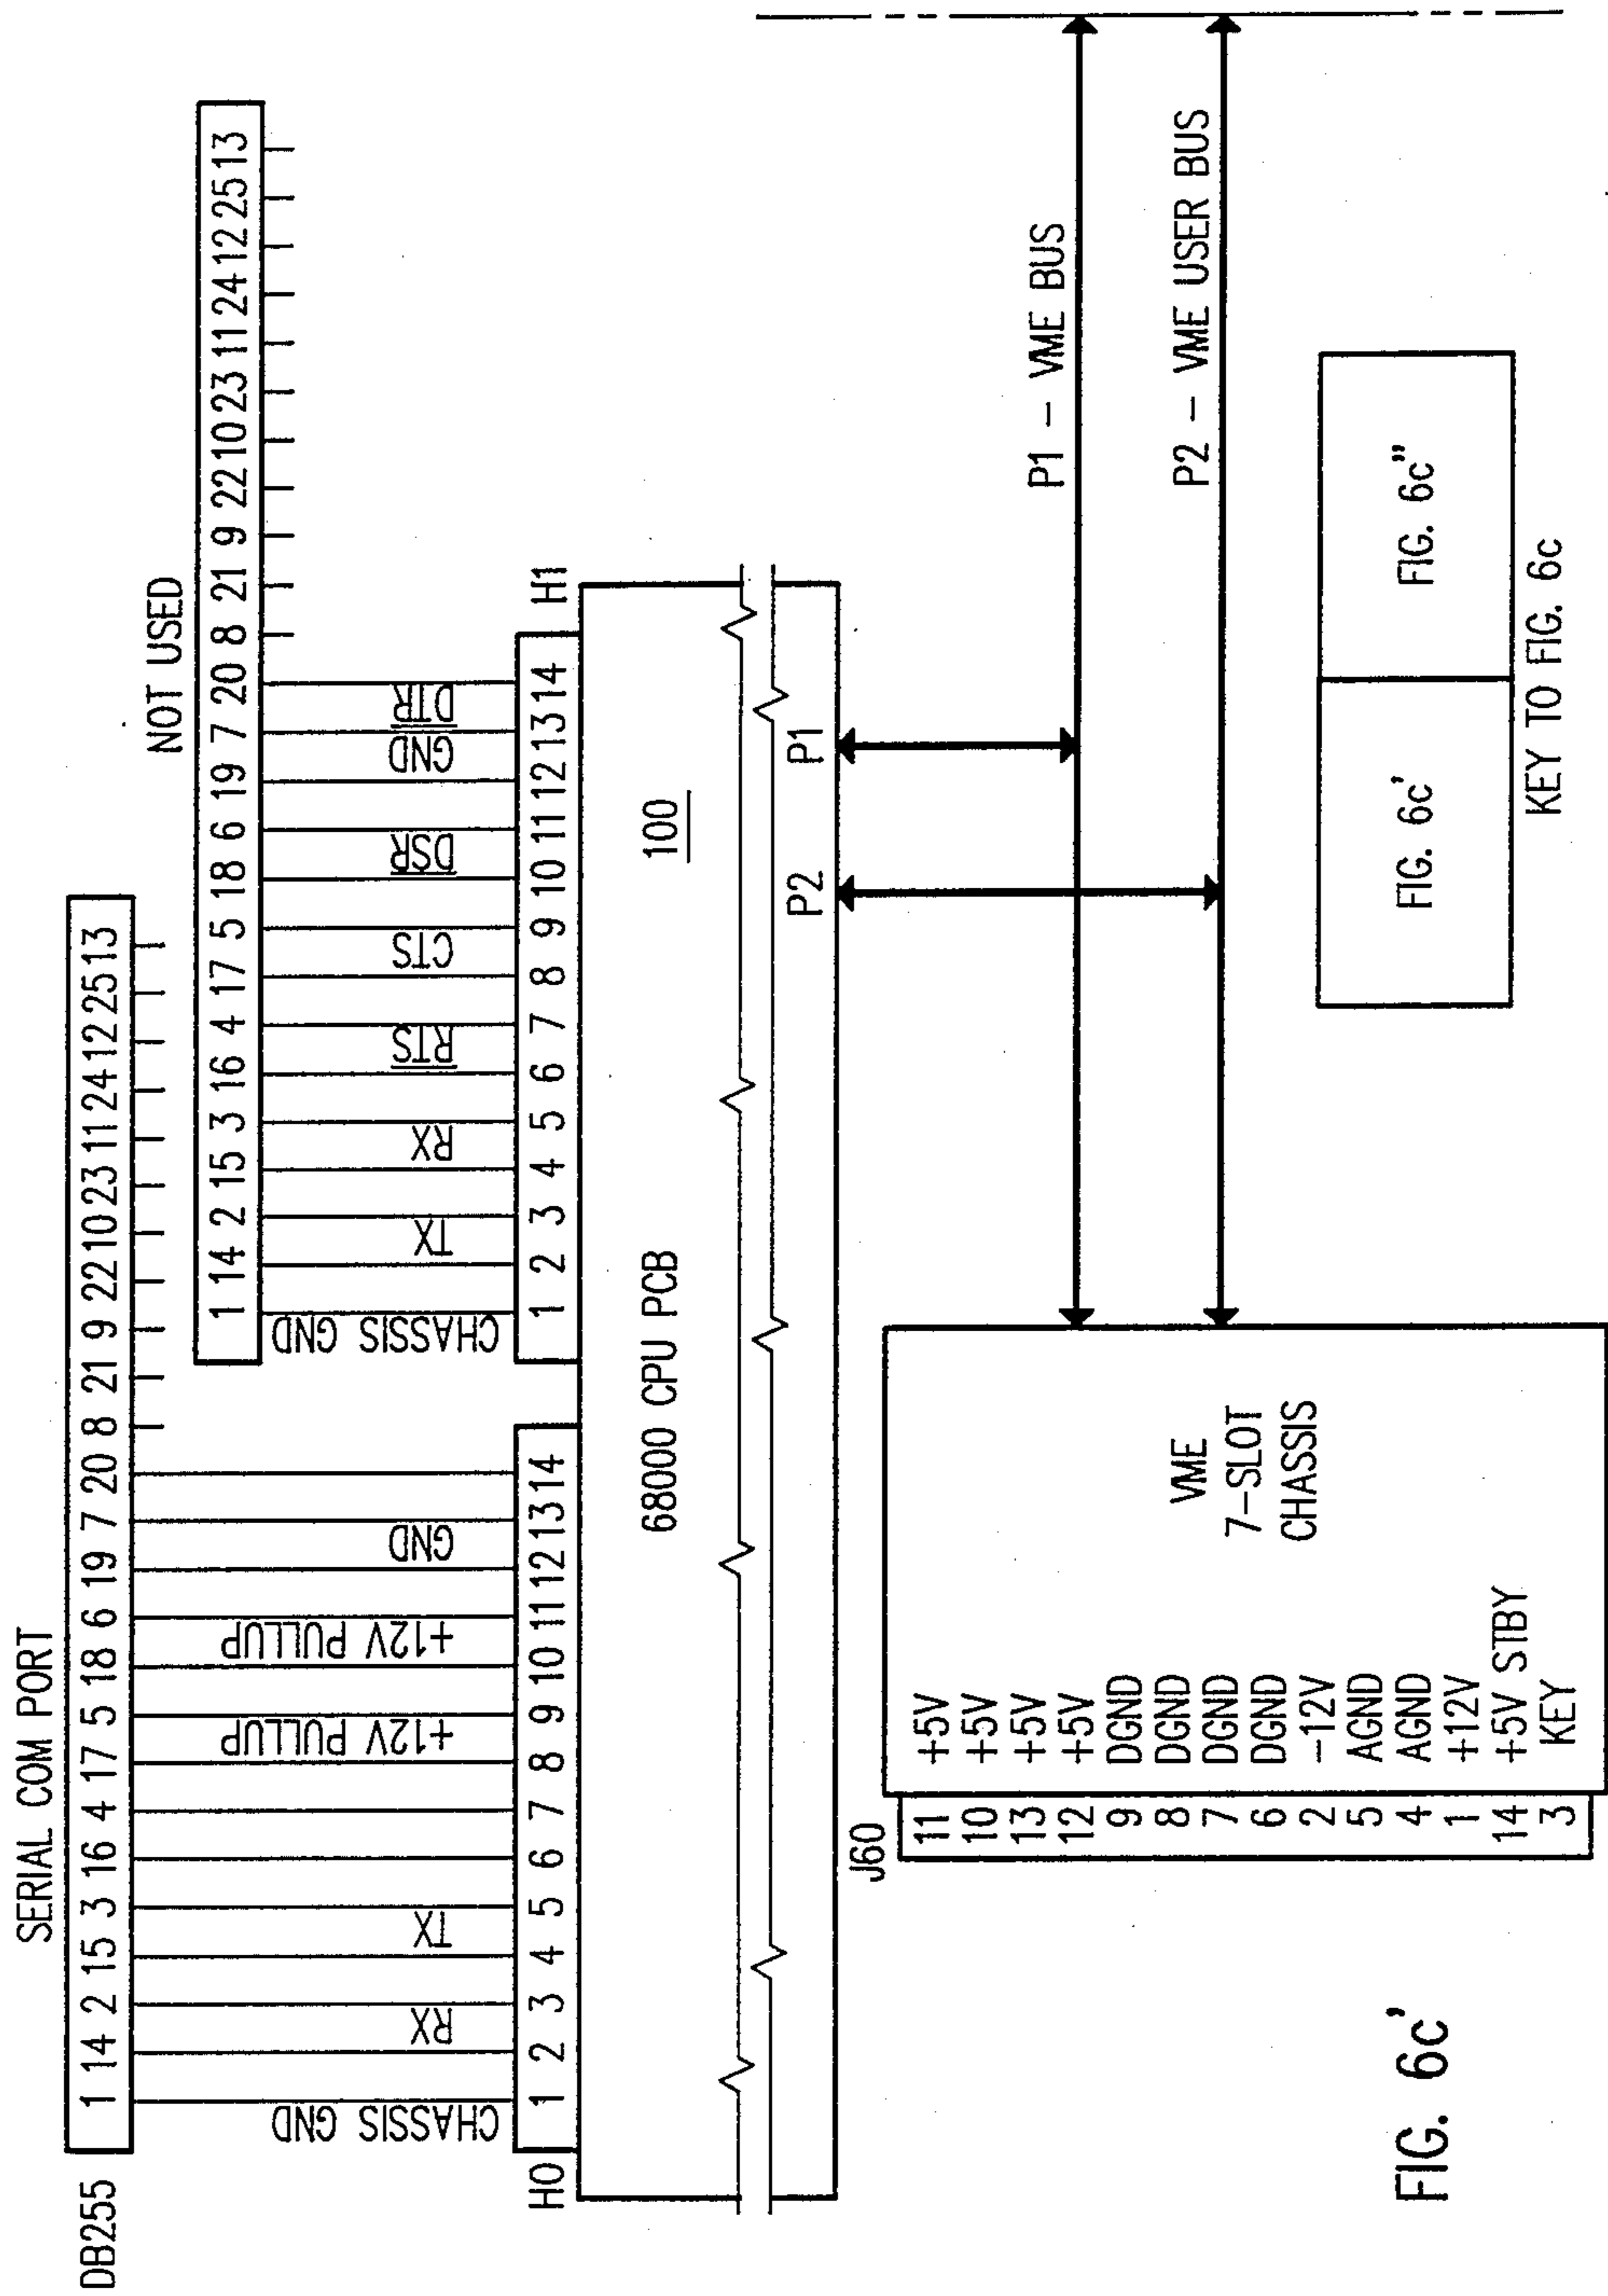 SERIAL COM PORT
DB255
1 14 2 15 3 16 4 17 5 18 6 19 7 20 8 21 9 22 10 23 11 24 12 25 13
CHASSIS GND
RX
TX
+12V PULLUP
+12V PULLUP
GND
H0
1 2 3 4 5 6 7 8 9 10 11 12 13 14
NOT USED
1 14 2 15 3 16 4 17 5 18 6 19 7 20 8 21 9 22 10 23 11 24 12 25 13
CHASSIS GND
TX
RX
RTS
CTS
DSR
GND
DTR
1 2 3 4 5 6 7 8 9 10 11 12 13 14
H1
68000 CPU PCB
100
P2
P1
J60
11 +5V
10 +5V
13 +5V
12 +5V
9 DGND
8 DGND
7 DGND
6 DGND
2 -12V
5 AGND
4 AGND
1 +12V
14 +5V STBY
3 KEY
VME
7-SLOT
CHASSIS
P1 - VME BUS
P2 - VME USER BUS
FIG. 6c'
FIG. 6c"
KEY TO FIG. 6c
FIG. 6c'